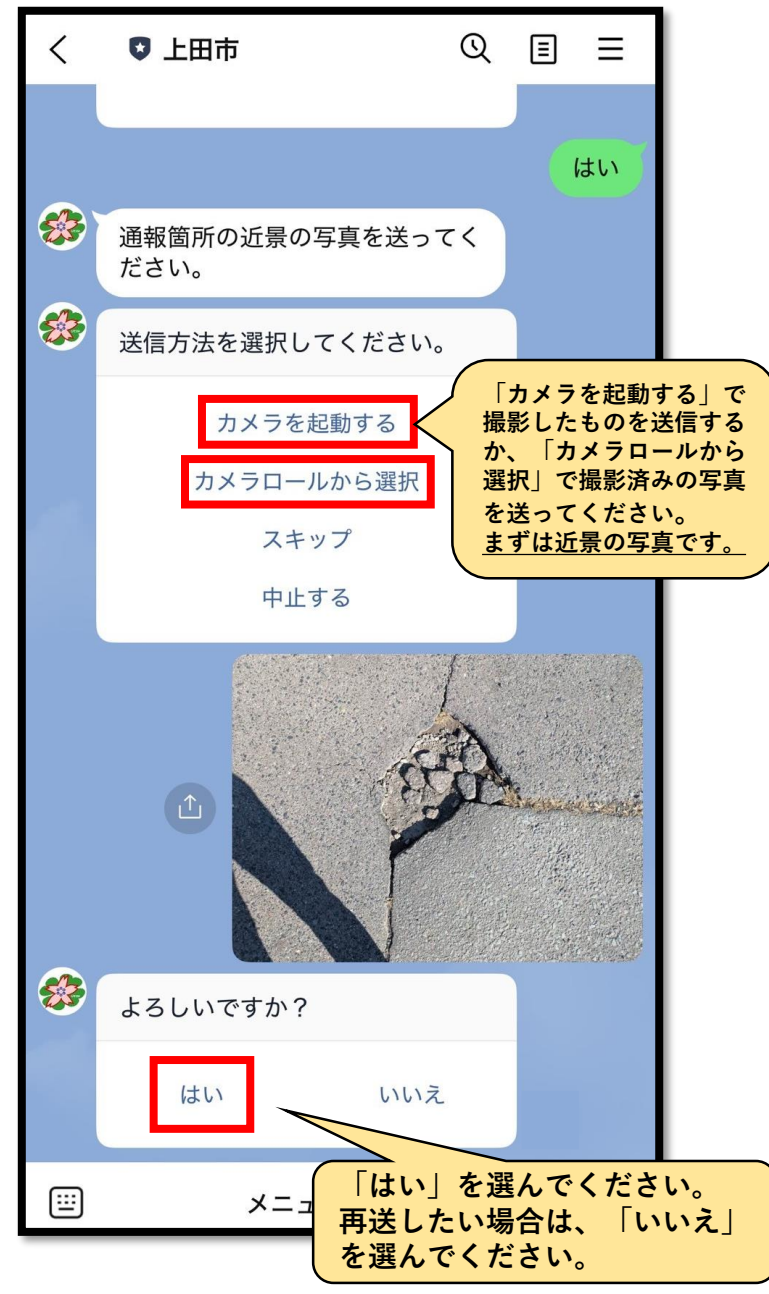 上田市
はい
通報箇所の近景の写真を送ってく
ださい。
送信方法を選択してください。
カメラを起動する
カメラロールから選択
スキップ
中止する
「カメラを起動する」で
撮影したものを送信する
か、「カメラロールから
選択」で撮影済みの写真
を送ってください。
まずは近景の写真です。
よろしいですか？
はい
いいえ
「はい」を選んでください。
再送したい場合は、「いいえ」
を選んでください。
メニュ